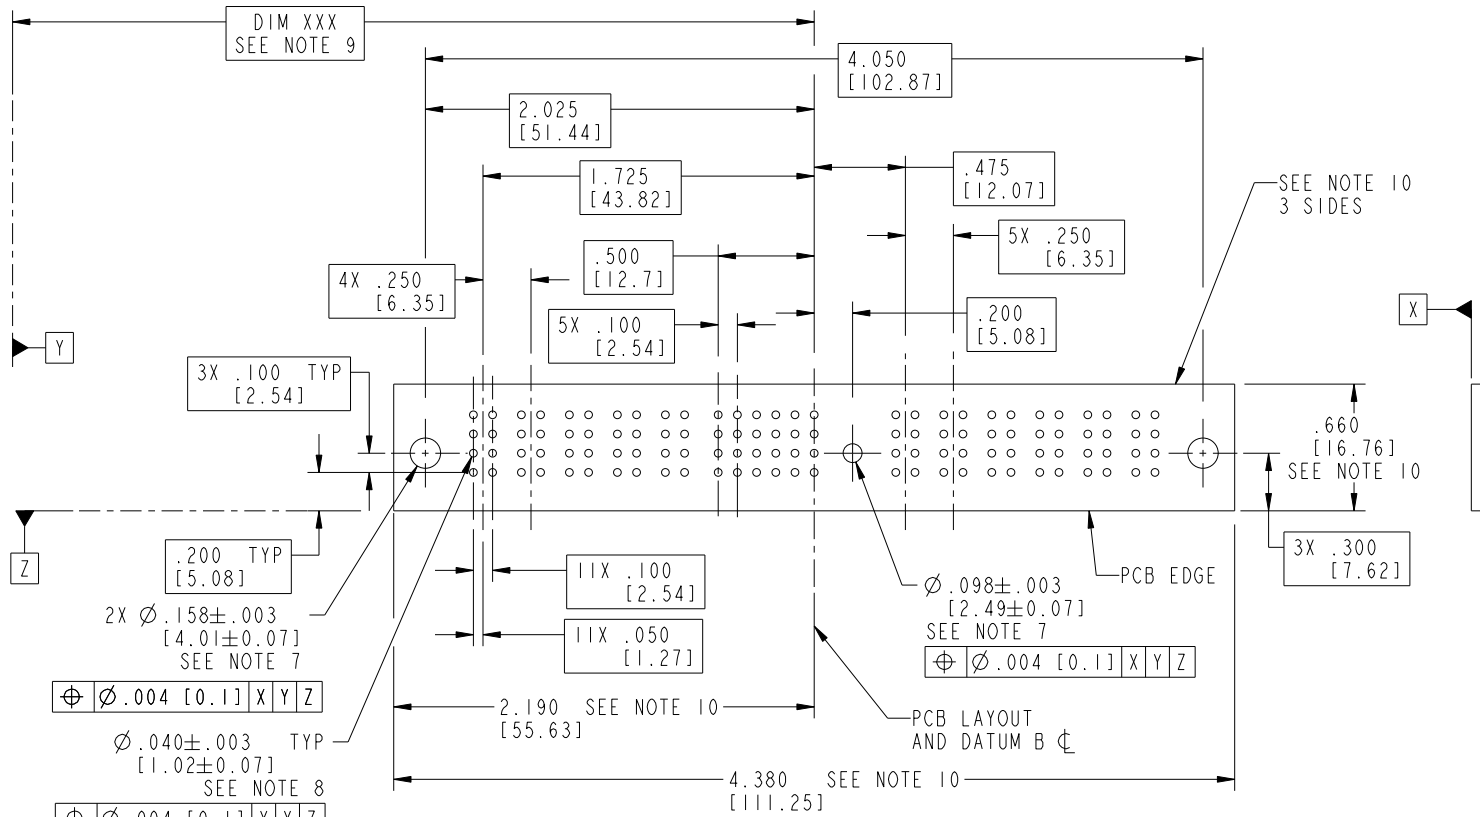 DIM XXX
SEE NOTE 9
4.050
[102.87]
2.025
[51.44]
1.725
[43.82]
.475
[12.07]
SEE NOTE 10
3 SIDES
5X .250
[6.35]
.500
[12.7]
4X .250
[6.35]
.200
[5.08]
5X .100
[2.54]
X
Y
3X .100 TYP
[2.54]
.660
[16.76]
SEE NOTE 10
Z
.200 TYP
[5.08]
3X .300
[7.62]
11X .100
[2.54]
PCB EDGE
2X Ø.158±.003
[4.01±0.07]
SEE NOTE 7
⌖ Ø.004 [0.1] X Y Z
11X .050
[1.27]
Ø.098±.003
[2.49±0.07]
SEE NOTE 7
⌖ Ø.004 [0.1] X Y Z
2.190 SEE NOTE 10
[55.63]
PCB LAYOUT
AND DATUM B ℄
Ø.040±.003 TYP
[1.02±0.07]
SEE NOTE 8
⌖ Ø.004 [0.1] X Y Z
4.380 SEE NOTE 10
[111.25]